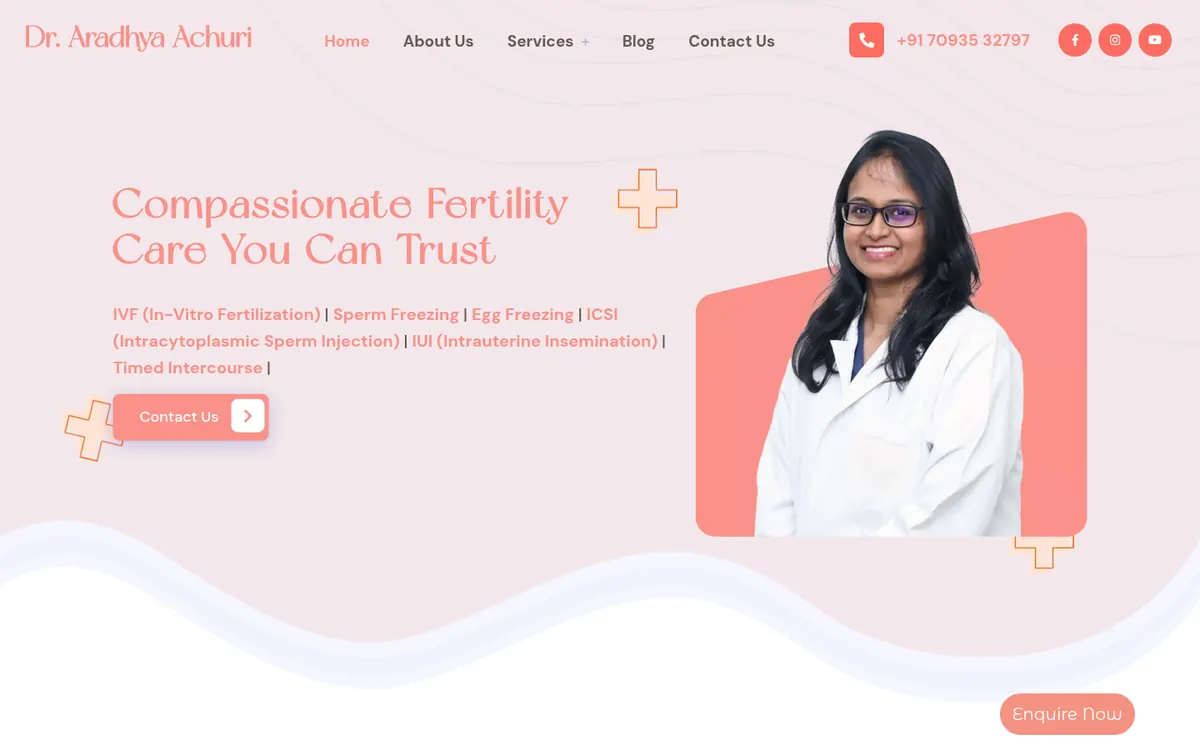 Dr. Aradhya Achuri
Home About Us Services + Blog Contact Us
+91 70935 32797
Compassionate Fertility
Care You Can Trust
IVF (In-Vitro Fertilization) | Sperm Freezing | Egg Freezing | ICSI
(Intracytoplasmic Sperm Injection) | IUI (Intrauterine Insemination) |
Timed Intercourse |
Contact Us
Enquire Now